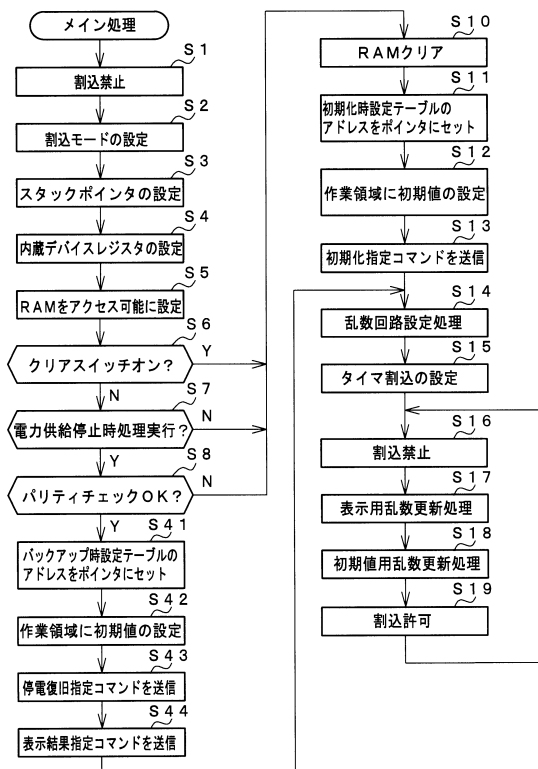 メイン処理
S1
割込禁止
S2
割込モードの設定
S3
スタックポインタの設定
S4
内蔵デバイスレジスタの設定
S5
RAMをアクセス可能に設定
S6
クリアスイッチオン?
Y
N
S7
電力供給停止時処理実行?
N
Y
S8
パリティチェックOK?
N
Y
S41
バックアップ時設定テーブルの
アドレスをポインタにセット
S42
作業領域に初期値の設定
S43
停電復旧指定コマンドを送信
S44
表示結果指定コマンドを送信
S10
RAMクリア
S11
初期化時設定テーブルの
アドレスをポインタにセット
S12
作業領域に初期値の設定
S13
初期化指定コマンドを送信
S14
乱数回路設定処理
S15
タイマ割込の設定
S16
割込禁止
S17
表示用乱数更新処理
S18
初期値用乱数更新処理
S19
割込許可